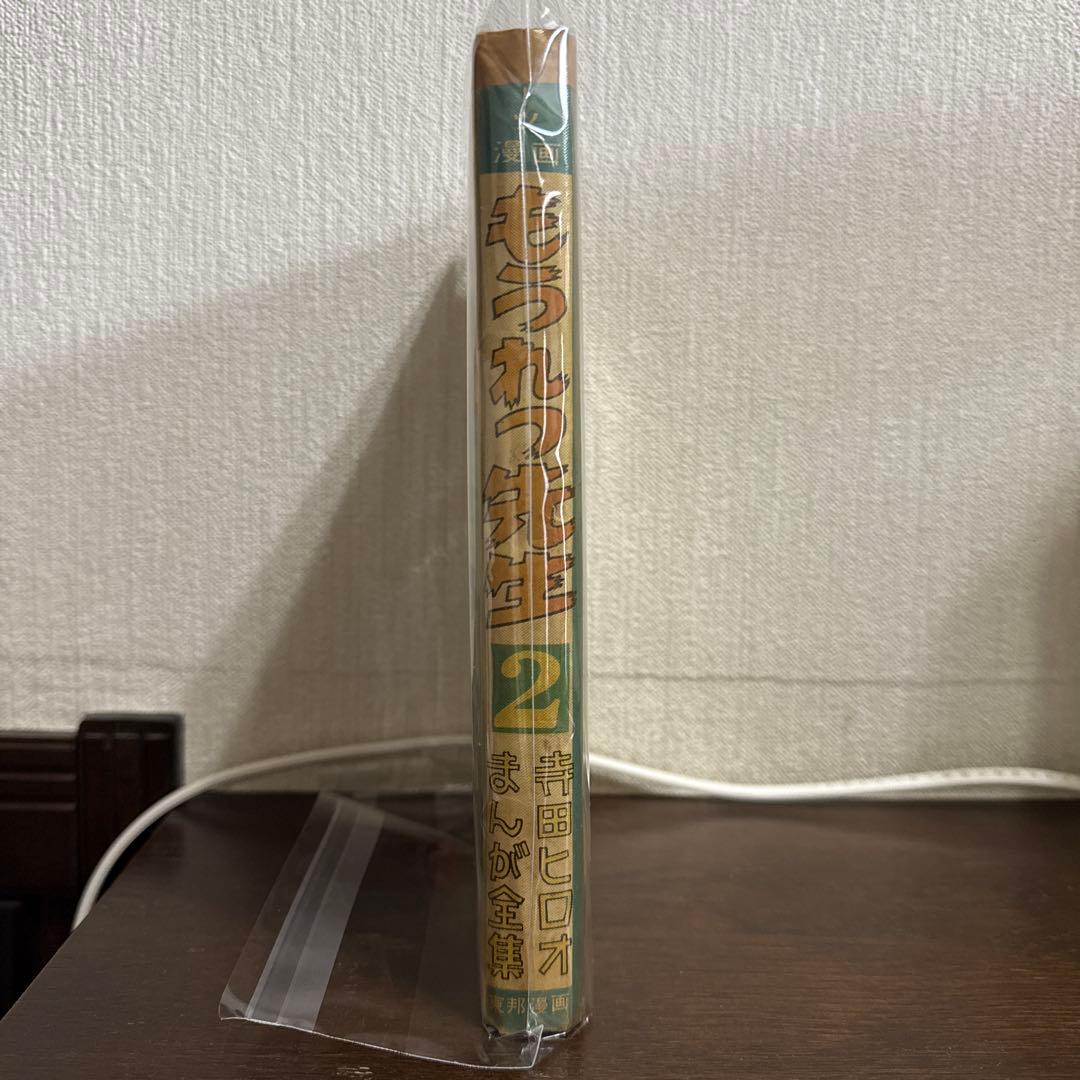 漫画
もうれつ先生
2
寺田ヒロオ
まんが全集
東邦漫画